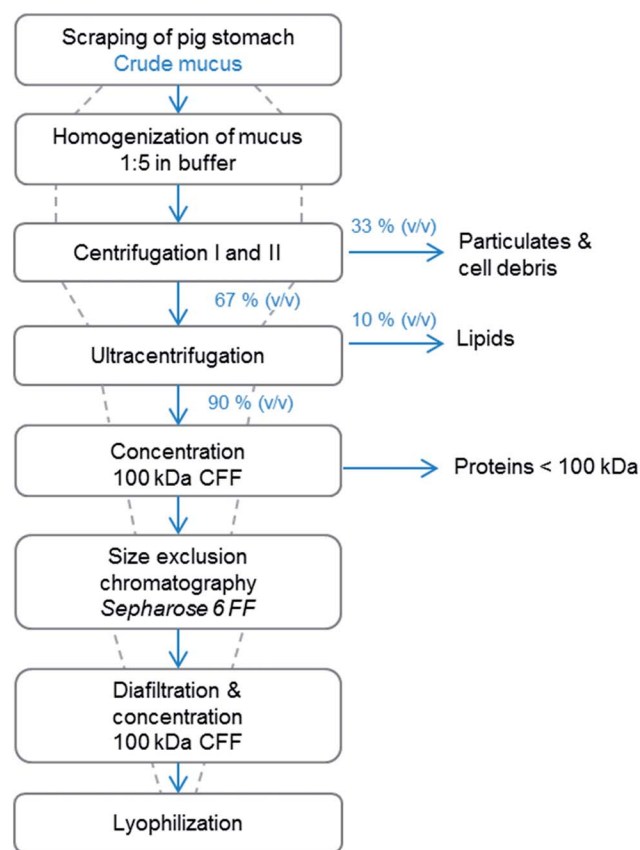 Scraping of pig stomach
Crude mucus
Homogenization of mucus
1:5 in buffer
Centrifugation I and II
33 % (v/v)
Particulates &
cell debris
67 % (v/v)
Ultracentrifugation
10 % (v/v)
Lipids
90 % (v/v)
Concentration
100 kDa CFF
Proteins < 100 kDa
Size exclusion
chromatography
Sepharose 6 FF
Diafiltration &
concentration
100 kDa CFF
Lyophilization